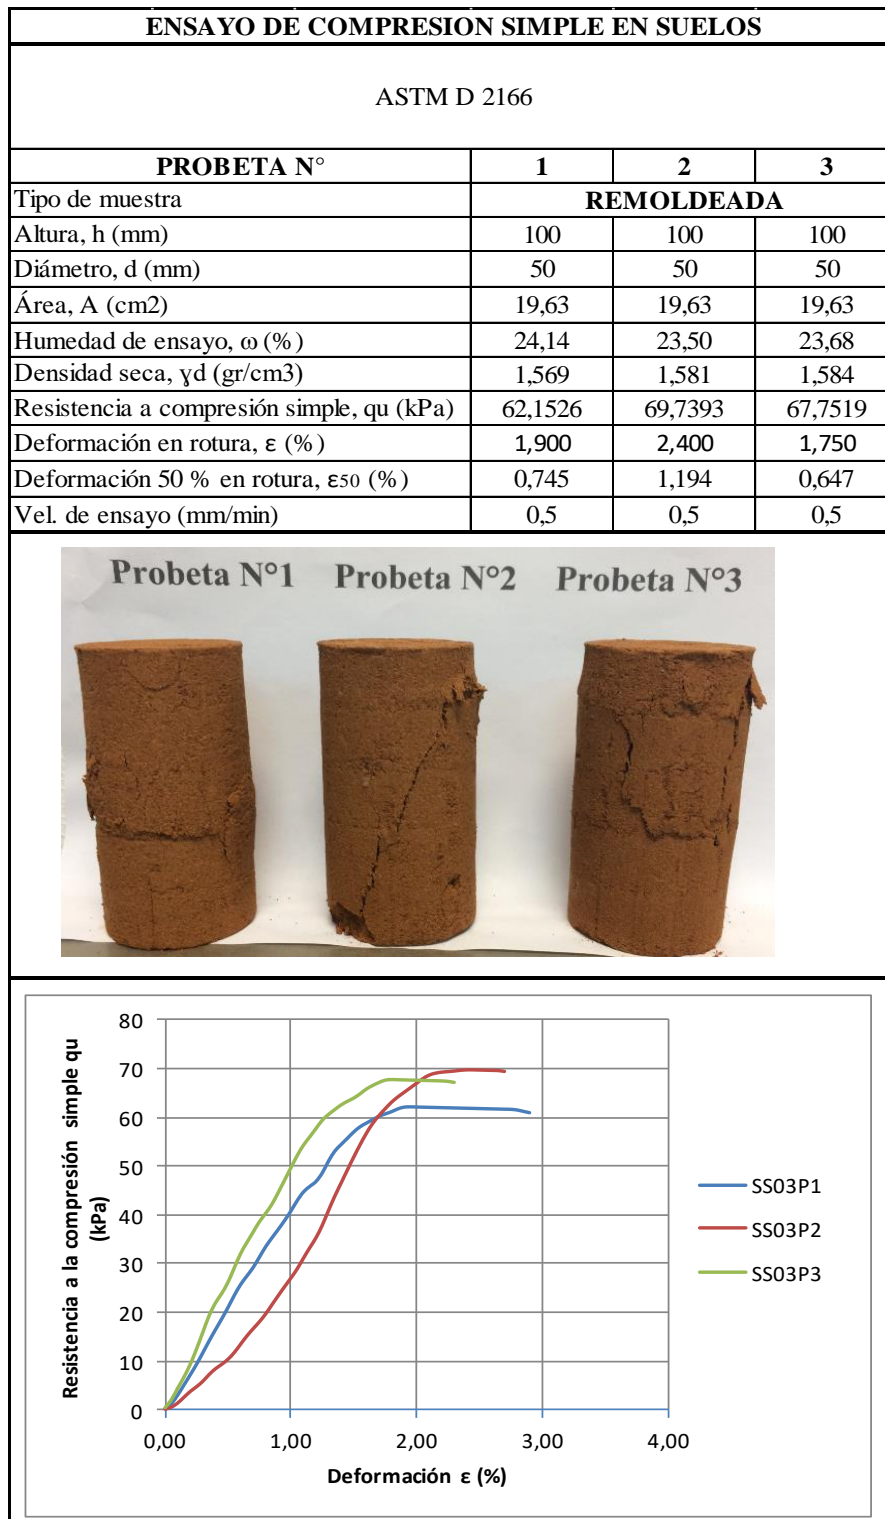 ENSAYO DE COMPRESION SIMPLE EN SUELOS
ASTM D 2166
PROBETA N° 1 2 3
Tipo de muestra REMOLDEADA
Altura, h (mm) 100 100 100
Diámetro, d (mm) 50 50 50
Área, A (cm2) 19,63 19,63 19,63
Humedad de ensayo, ω (%) 24,14 23,50 23,68
Densidad seca, γd (gr/cm3) 1,569 1,581 1,584
Resistencia a compresión simple, qu (kPa) 62,1526 69,7393 67,7519
Deformación en rotura, ε (%) 1,900 2,400 1,750
Deformación 50 % en rotura, ε50 (%) 0,745 1,194 0,647
Vel. de ensayo (mm/min) 0,5 0,5 0,5
Probeta N°1 Probeta N°2 Probeta N°3
Resistencia a la compresión simple qu
(kPa)
80
70
60
50
40
30
20
10
0
0,00 1,00 2,00 3,00 4,00
Deformación ε (%)
SS03P1
SS03P2
SS03P3